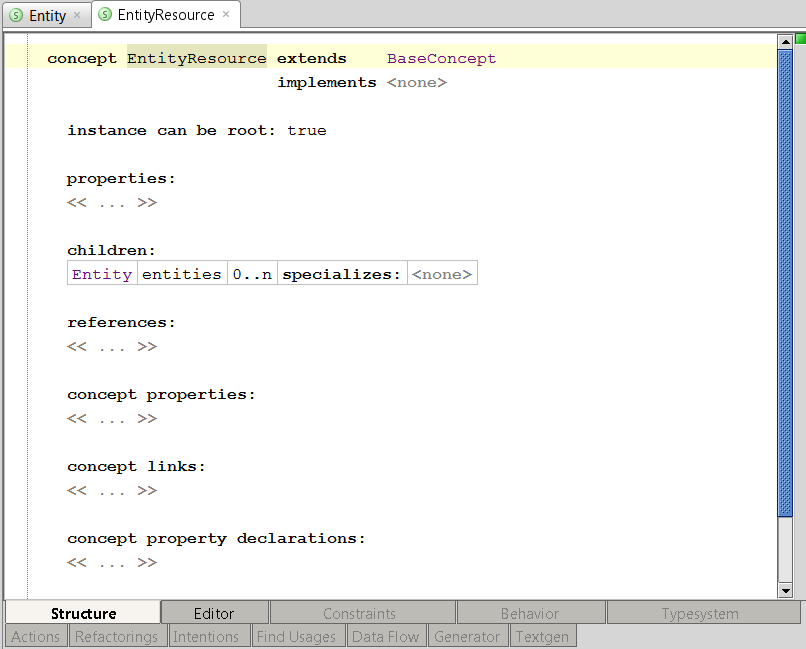 S Entity × S EntityResource ×
concept EntityResource extends BaseConcept
implements <none>
instance can be root: true
properties:
<< ... >>
children:
Entity entities 0..n specializes: <none>
references:
<< ... >>
concept properties:
<< ... >>
concept links:
<< ... >>
concept property declarations:
<< ... >>
Structure Editor Constraints Behavior Typesystem
Actions Refactorings Intentions Find Usages Data Flow Generator Textgen